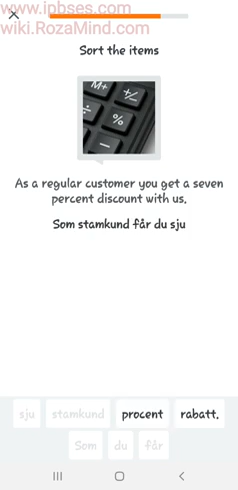 www.ipbses.com
wiki.RozaMind.com
Sort the items
M+
+/−
÷
%
−
As a regular customer you get a seven
percent discount with us.
Som stamkund får du sju
sju stamkund procent rabatt.
Som du får